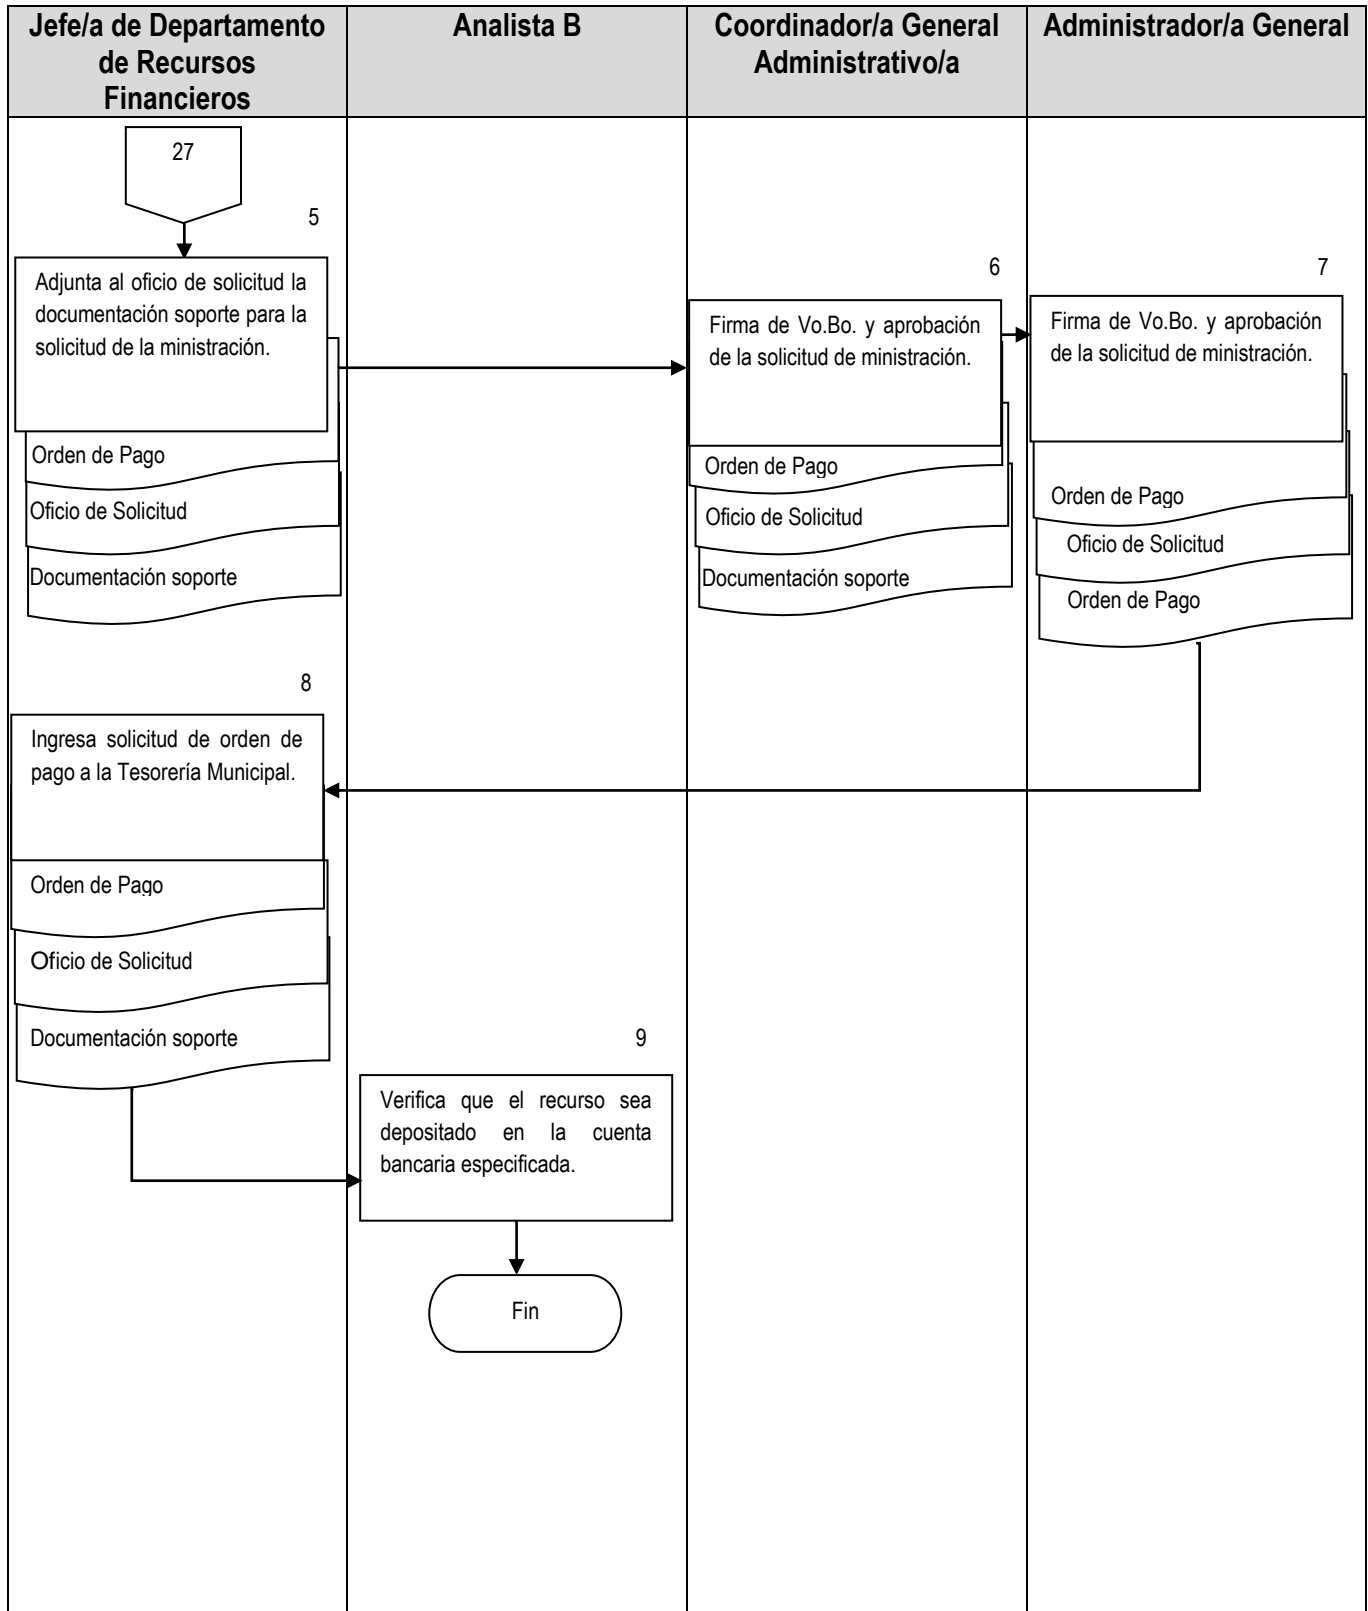 Jefe/a de Departamento
de Recursos
Financieros
Analista B
Coordinador/a General
Administrativo/a
Administrador/a General
27
5
Adjunta al oficio de solicitud la
documentación soporte para la
solicitud de la ministración.
Orden de Pago
Oficio de Solicitud
Documentación soporte
6
Firma de Vo.Bo. y aprobación
de la solicitud de ministración.
Orden de Pago
Oficio de Solicitud
Documentación soporte
7
Firma de Vo.Bo. y aprobación
de la solicitud de ministración.
Orden de Pago
Oficio de Solicitud
Orden de Pago
8
Ingresa solicitud de orden de
pago a la Tesorería Municipal.
Orden de Pago
Oficio de Solicitud
Documentación soporte
9
Verifica que el recurso sea
depositado en la cuenta
bancaria especificada.
Fin